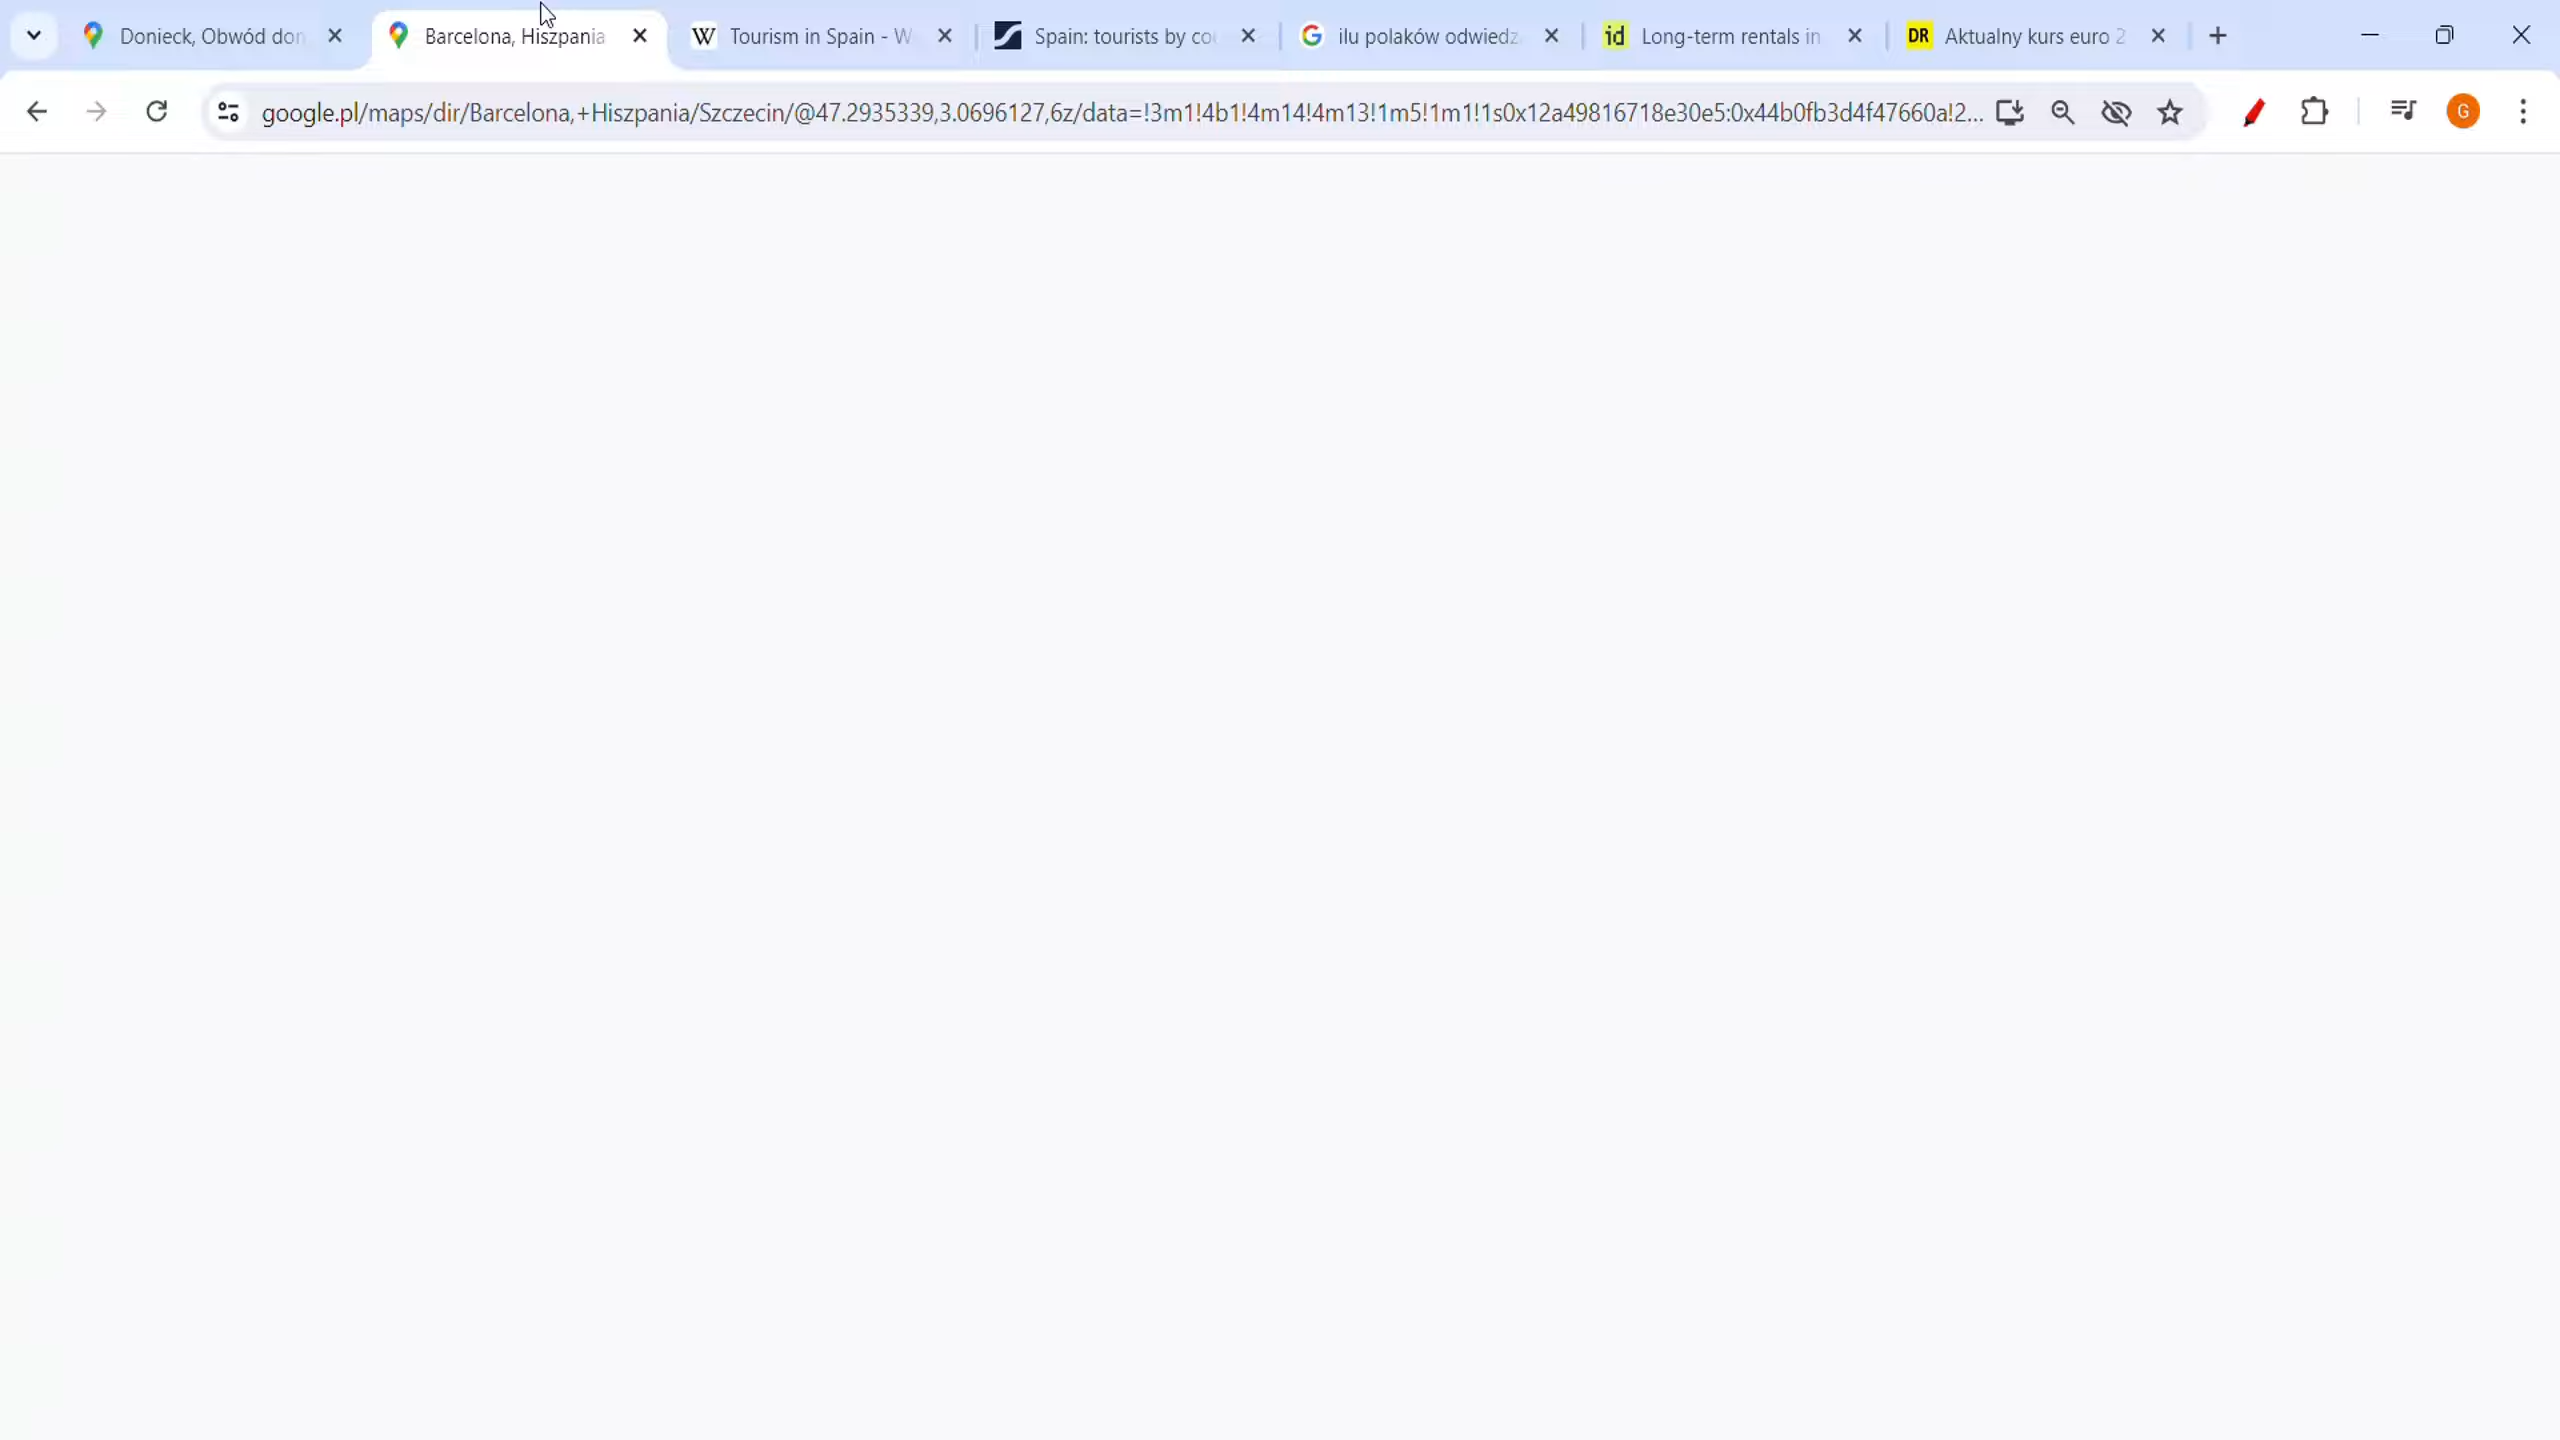 Donieck, Obwód don
Barcelona, Hiszpania
W Tourism in Spain - W
Spain: tourists by co
ilu polaków odwiedz
id Long-term rentals in
DR Aktualny kurs euro 2
google.pl/maps/dir/Barcelona,+Hiszpania/Szczecin/@47.2935339,3.0696127,6z/data=!3m1!4b1!4m14!4m13!1m5!1m1!1s0x12a49816718e30e5:0x44b0fb3d4f47660a!2...
G